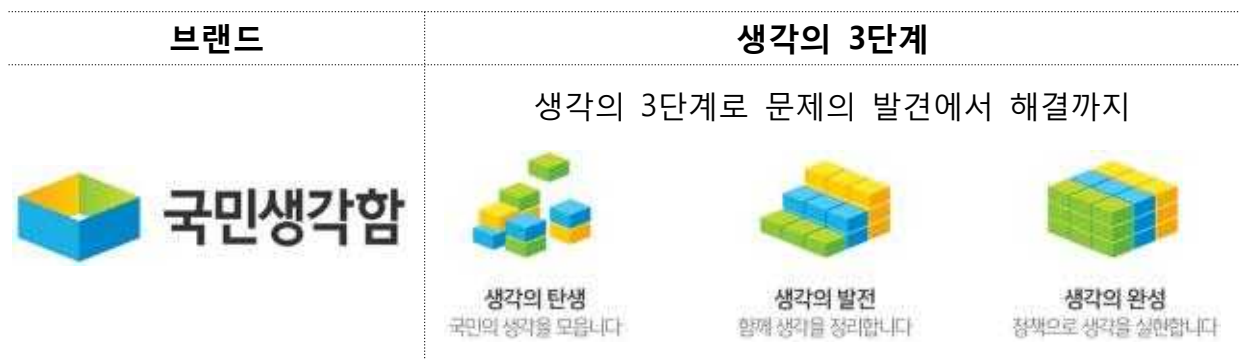 브랜드
생각의 3단계
생각의 3단계로 문제의 발견에서 해결까지
국민생각함
생각의 탄생
국민의 생각을 모읍니다
생각의 발전
함께 생각을 정리합니다
생각의 완성
정책으로 생각을 실현합니다